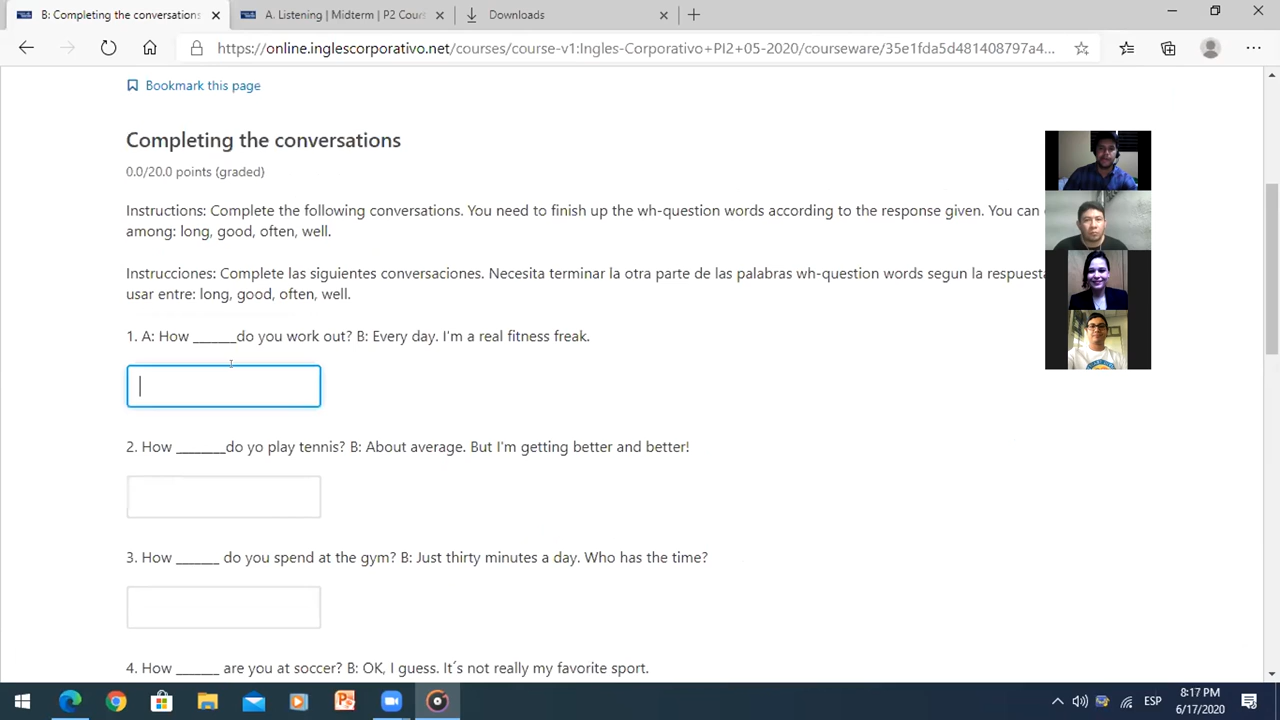 B: Completing the conversations
A. Listening | Midterm | P2 Cours
Downloads
https://online.inglescorporativo.net/courses/course-v1:Ingles-Corporativo+PI2+05-2020/courseware/35e1fda5d481408797a4...
Bookmark this page
Completing the conversations
0.0/20.0 points (graded)
Instructions: Complete the following conversations. You need to finish up the wh-question words according to the response given. You can
among: long, good, often, well.
Instrucciones: Complete las siguientes conversaciones. Necesita terminar la otra parte de las palabras wh-question words segun la respuesta
usar entre: long, good, often, well.
1. A: How _______do you work out? B: Every day. I'm a real fitness freak.
2. How ________do yo play tennis? B: About average. But I'm getting better and better!
3. How _______ do you spend at the gym? B: Just thirty minutes a day. Who has the time?
4. How _______ are you at soccer? B: OK, I guess. It´s not really my favorite sport.
ESP
8:17 PM
6/17/2020